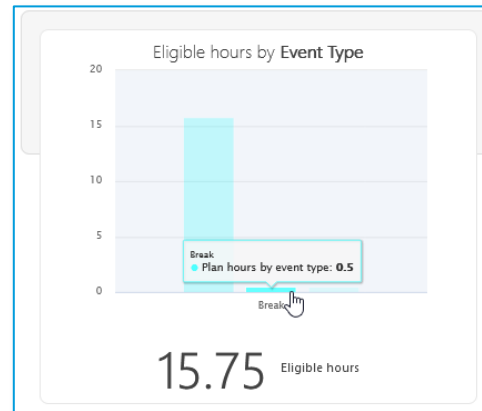 Eligible hours by Event Type
20
15
10
5
0
Break
Plan hours by event type: 0.5
Break
15.75 Eligible hours